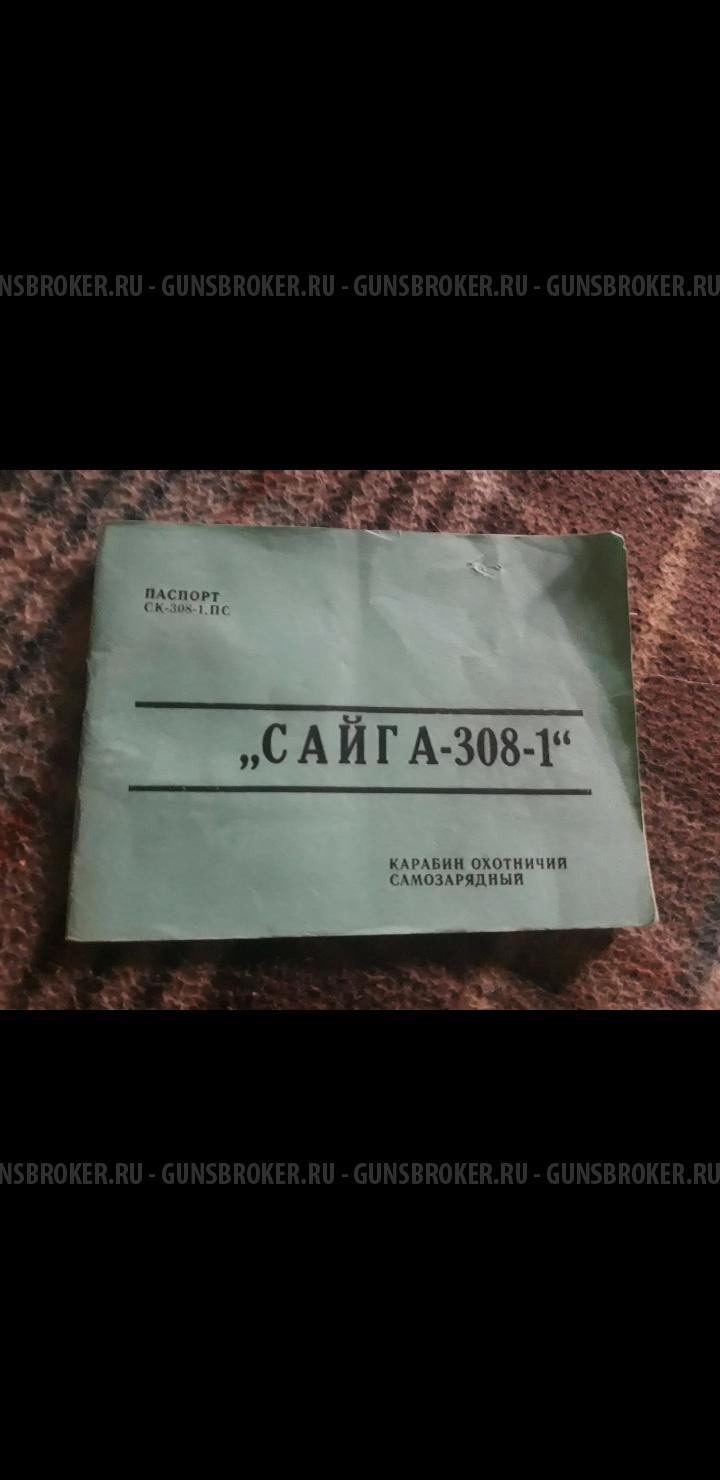 NSBROKER.RU - GUNSBROKER.RU - GUNSBROKER.RU - GUNSBROKER.RU
ПАСПОРТ
СК-308-1.ПС
„САЙГА-308-1“
КАРАБИН ОХОТНИЧИЙ
САМОЗАРЯДНЫЙ
NSBROKER.RU - GUNSBROKER.RU - GUNSBROKER.RU - GUNSBROKER.RU